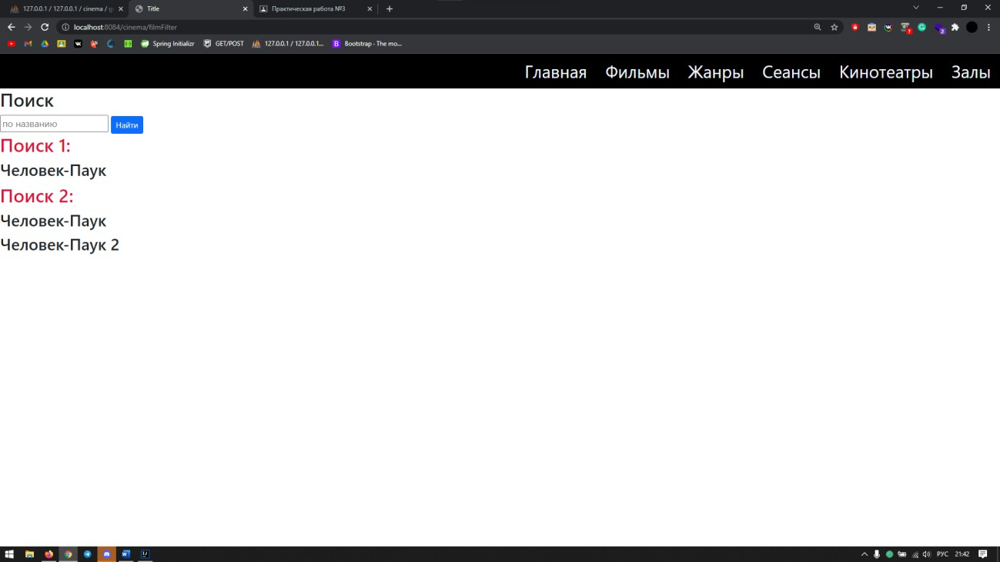 127.0.0.1 / 127.0.0.1 / cinema / g
Title
Практическая работа №3
localhost:8084/cinema/filmFilter
Spring Initializr
GET/POST
127.0.0.1 / 127.0.0.1...
Bootstrap · The mo...
Главная Фильмы Жанры Сеансы Кинотеатры Залы
Поиск
по названию Найти
Поиск 1:
Человек-Паук
Поиск 2:
Человек-Паук
Человек-Паук 2
РУС 21:42